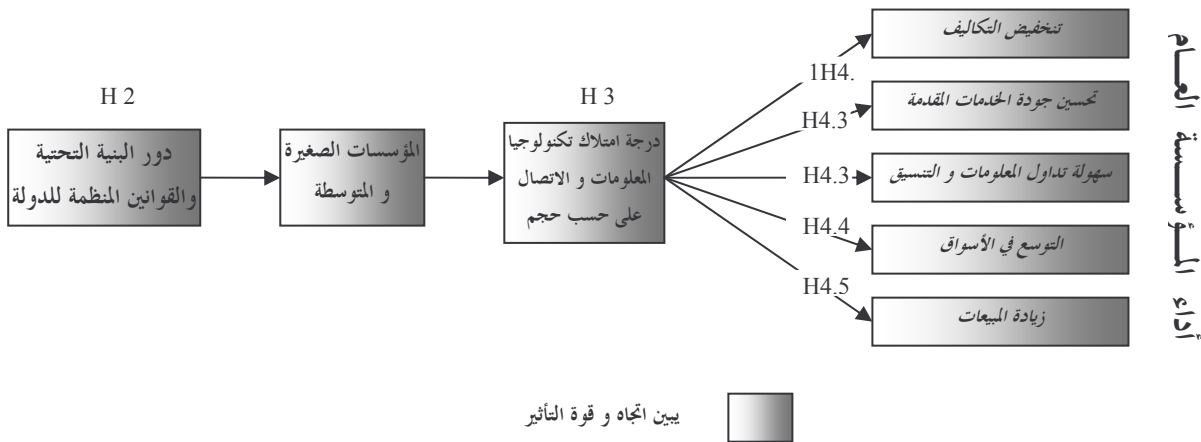 H 2
دور البنية التحتية
والقوانين المنظمة للدولة
المؤسسات الصغيرة
و المتوسطة
H 3
درجة امتلاك تكنولوجيا
المعلومات و الاتصال
على حسب حجم
1H4.
تنخفيض التكاليف
H4.3
تحسين جودة الخدمات المقدمة
H4.3
سهولة تداول المعلومات و التنسيق
H4.4
التوسع في الأسواق
H4.5
زيادة المبيعات
أداء المـؤسـسـة العـام
يبين اتجاه و قوة التأثير